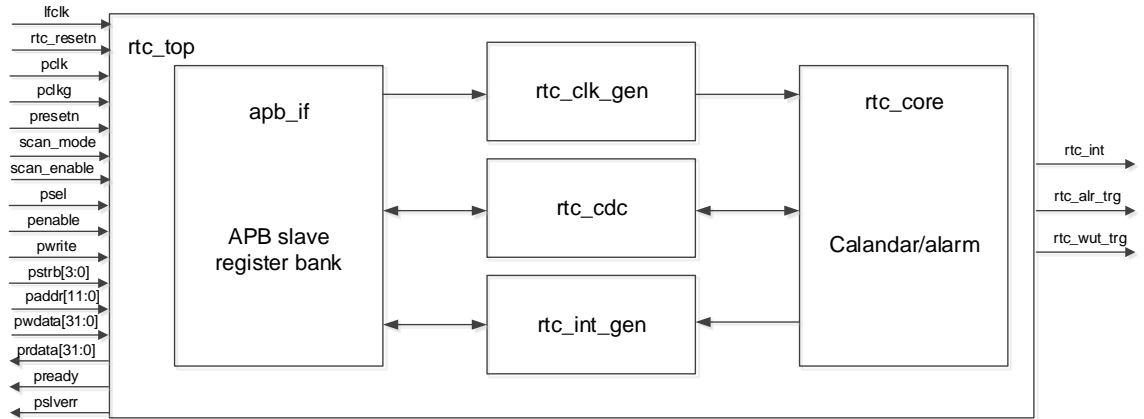 lfclk
rtc_resetn
pclk
pclkg
presetn
scan_mode
scan_enable
psel
penable
pwrite
pstrb[3:0]
paddr[11:0]
pwdata[31:0]
prdata[31:0]
pready
pslverr
rtc_top
apb_if
APB slave
register bank
rtc_clk_gen
rtc_cdc
rtc_int_gen
rtc_core
Calandar/alarm
rtc_int
rtc_alr_trg
rtc_wut_trg